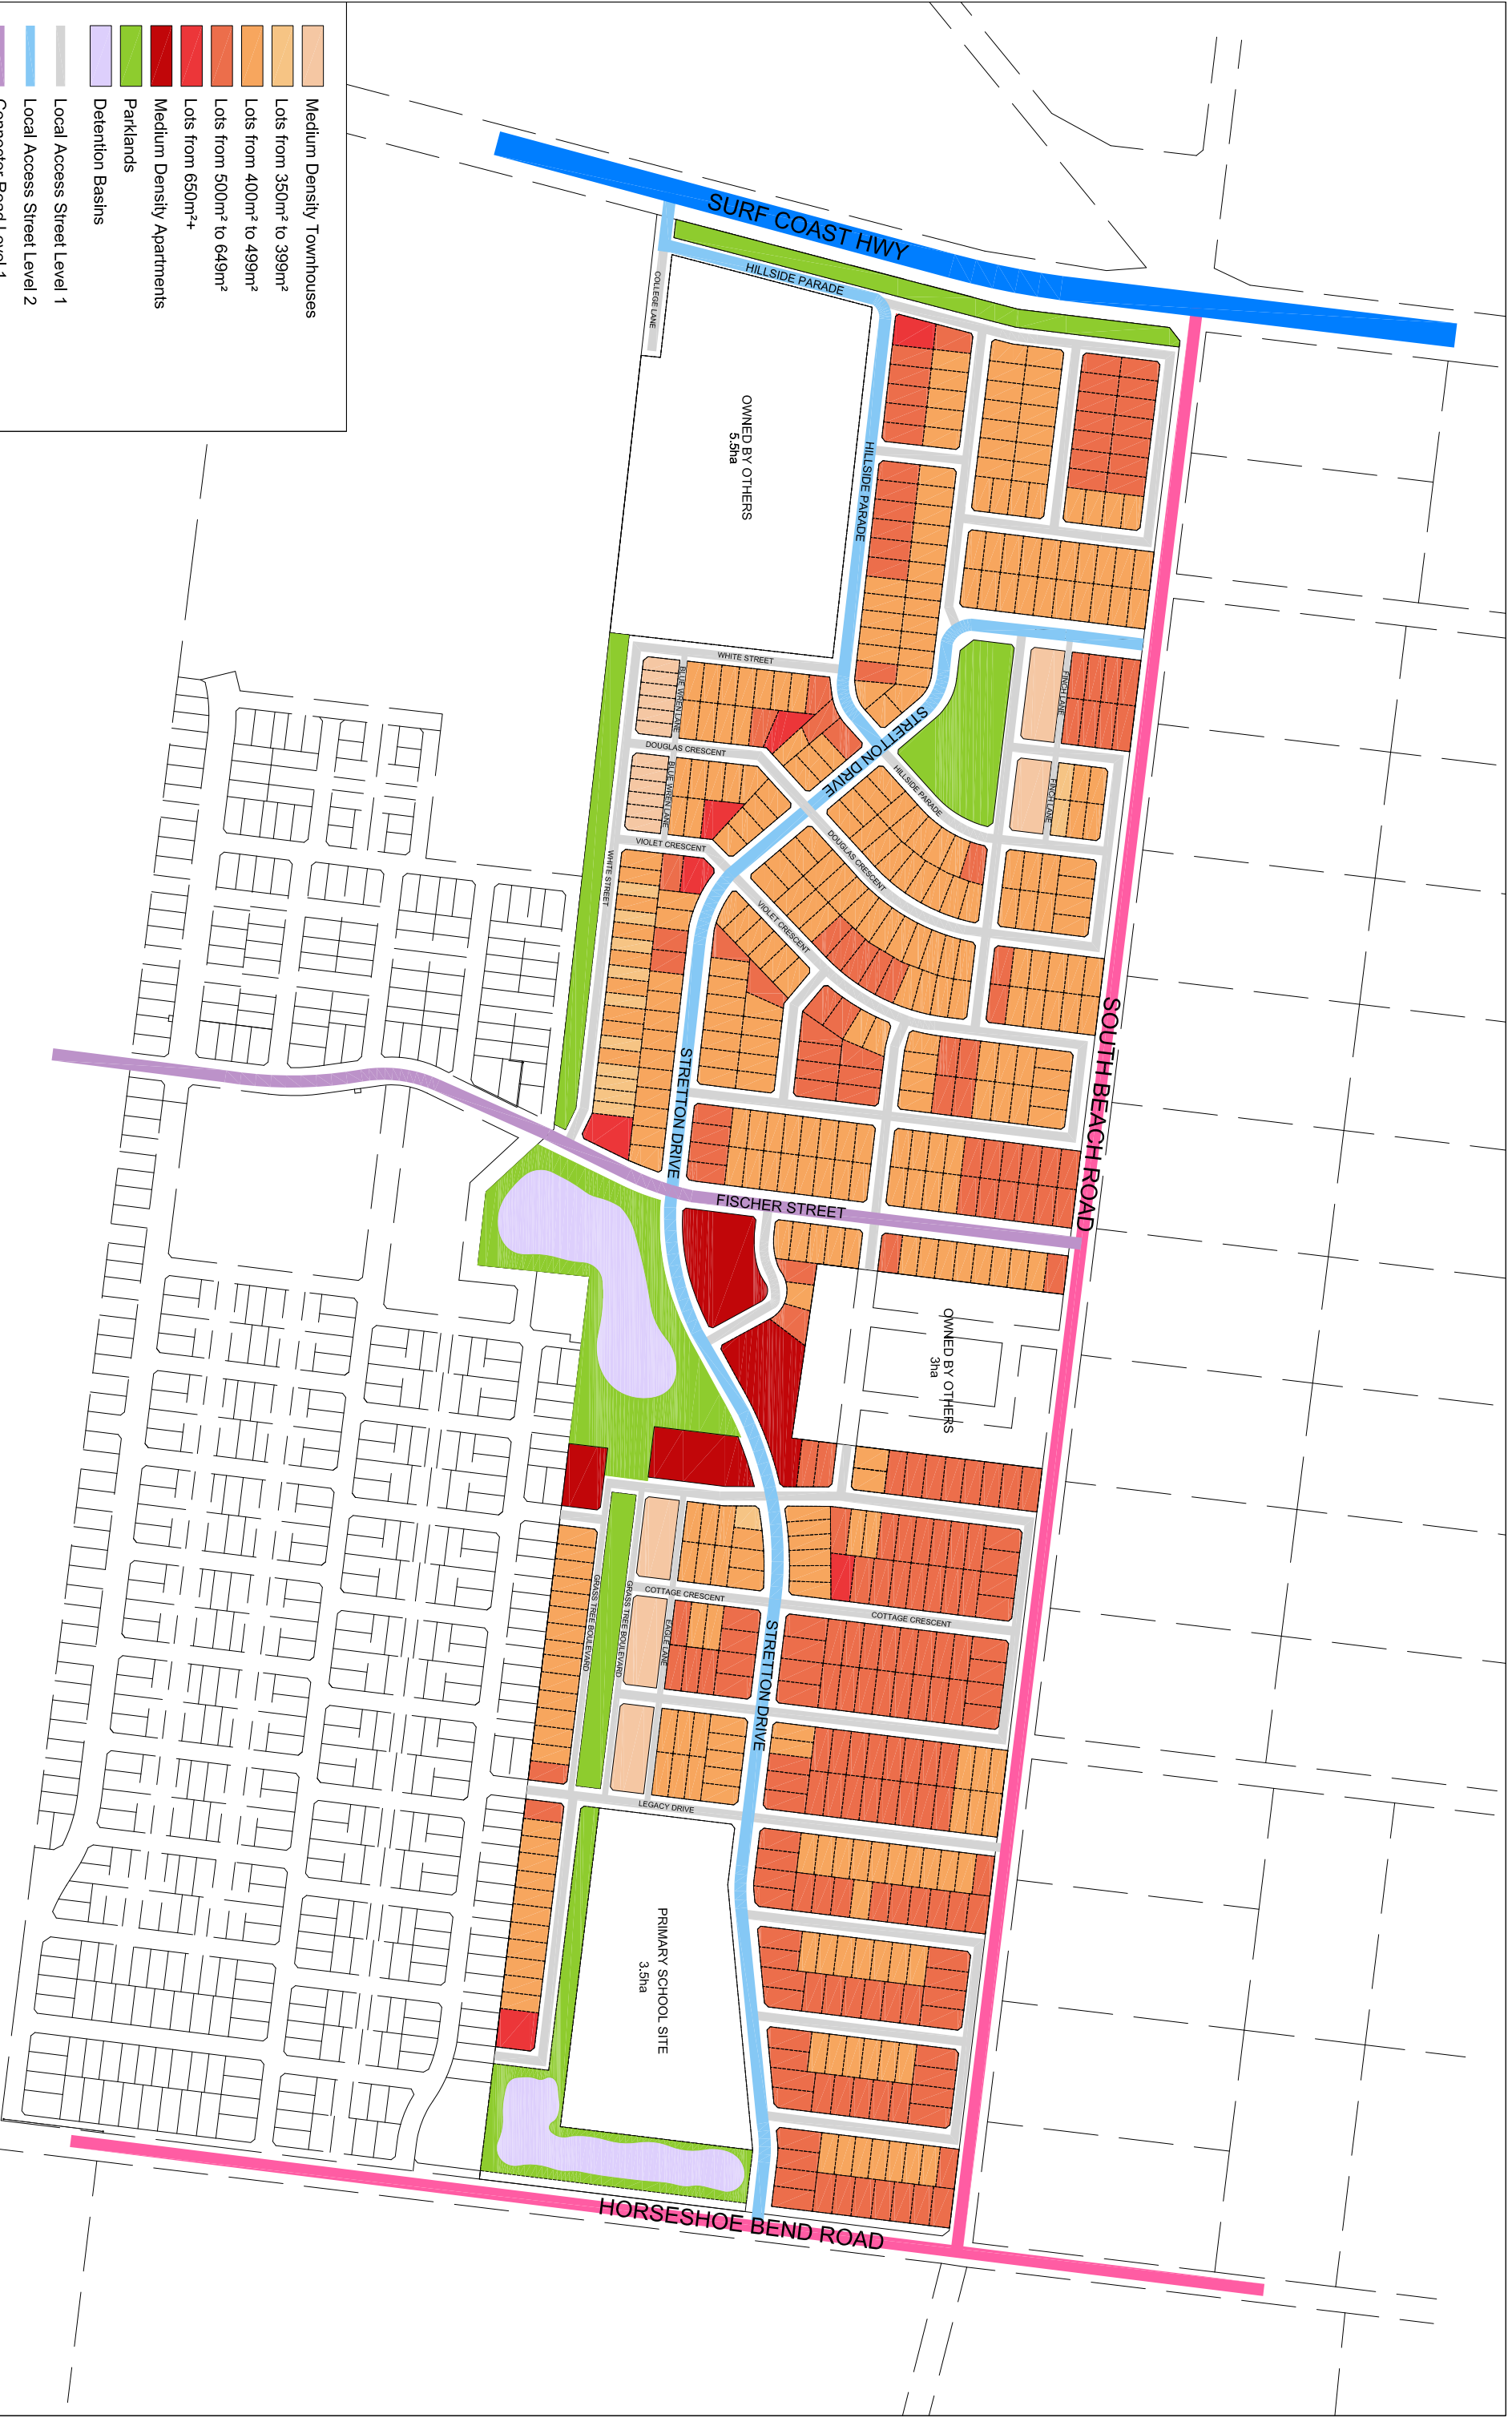 Medium Density Townhouses
Lots from 350m² to 399m²
Lots from 400m² to 499m²
Lots from 500m² to 649m²
Lots from 650m²+
Medium Density Apartments
Parklands
Detention Basins
Local Access Street Level 1
Local Access Street Level 2
Connector Road Level 1
SURF COAST HWY
HILLSIDE PARADE
COLLEGE LANE
OWNED BY OTHERS
5.5ha
HILLSIDE PARADE
WHITE STREET
BLUE WREN LANE
DOUGLAS CRESCENT
BLUE WREN LANE
VIOLET CRESCENT
WHITE STREET
STRETTON DRIVE
HILLSIDE PARADE
FINCH LANE
FINCH LANE
DOUGLAS CRESCENT
VIOLET CRESCENT
SOUTH BEACH ROAD
STRETTON DRIVE
FISCHER STREET
OWNED BY OTHERS
3ha
GRASS TREE BOULEVARD
GRASS TREE BOULEVARD
COTTAGE CRESCENT
EAGLE LANE
COTTAGE CRESCENT
STRETTON DRIVE
LEGACY DRIVE
PRIMARY SCHOOL SITE
3.5ha
HORSESHOE BEND ROAD